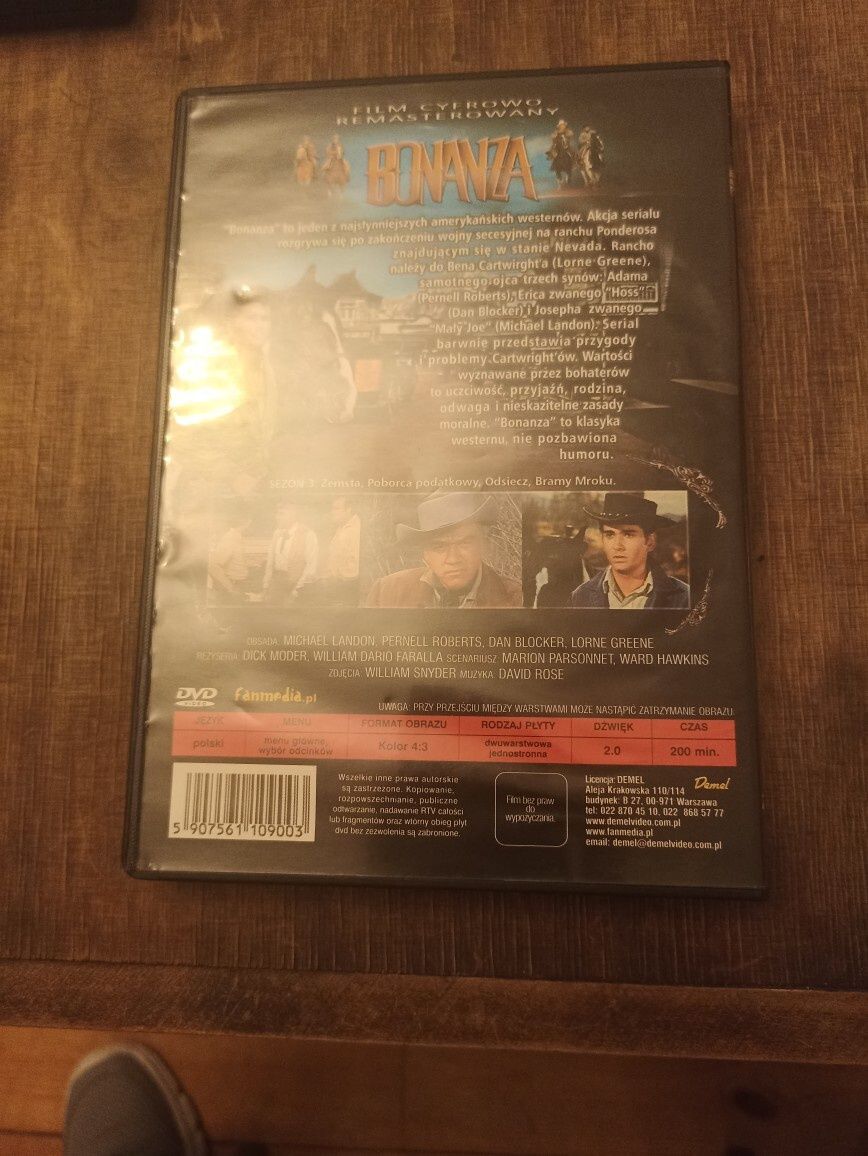 FILM CYFROWO
REMASTEROWANY
BONANZA
"Bonanza" to jeden z najsłynniejszych amerykańskich westernów. Akcja serialu
rozgrywa się po zakończeniu wojny secesyjnej na ranchu Ponderosa
znajdującym się w stanie Nevada. Rancho
należy do Bena Cartwirght'a (Lorne Greene),
samotnego ojca trzech synów: Adama
(Pernell Roberts), Erica zwanego "Hoss"
(Dan Blocker) i Josepha zwanego
"Mały Joe" (Michael Landon). Serial
barwnie przedstawia przygody
i problemy Cartwright'ów. Wartości
wyznawane przez bohaterów
to uczciwość, przyjaźń, rodzina,
odwaga i nieskazitelne zasady
moralne. "Bonanza" to klasyka
westernu, nie pozbawiona
humoru.
SEZON 3: Zemsta, Poborca podatkowy, Odsiecz, Bramy Mroku.
OBSADA: MICHAEL LANDON, PERNELL ROBERTS, DAN BLOCKER, LORNE GREENE
REŻYSERIA: DICK MODER, WILLIAM DARIO FARALLA SCENARIUSZ: MARION PARSONNET, WARD HAWKINS
ZDJĘCIA: WILLIAM SNYDER MUZYKA: DAVID ROSE
DVD VIDEO fanmedia.pl
UWAGA: PRZY PRZEJŚCIU MIĘDZY WARSTWAMI MOŻE NASTĄPIĆ ZATRZYMANIE OBRAZU
JĘZYK MENU FORMAT OBRAZU RODZAJ PŁYTY DŹWIĘK CZAS
polski menu główne, wybór odcinków Kolor 4:3 dwuwarstwowa jednostronna 2.0 200 min.
5 907561 109003
Wszelkie inne prawa autorskie
są zastrzeżone. Kopiowanie,
rozpowszechnianie, publiczne
odtwarzanie, nadawanie RTV całości
lub fragmentów oraz wtórny obieg płyt
dvd bez zezwolenia są zabronione.
Film bez praw
do
wypożyczania.
Licencja: DEMEL
Aleja Krakowska 110/114
budynek: B 27, 00-971 Warszawa
tel: 022 870 45 10, 022 868 57 77
www.demelvideo.com.pl
www.fanmedia.pl
email: demel@demelvideo.com.pl
Demel